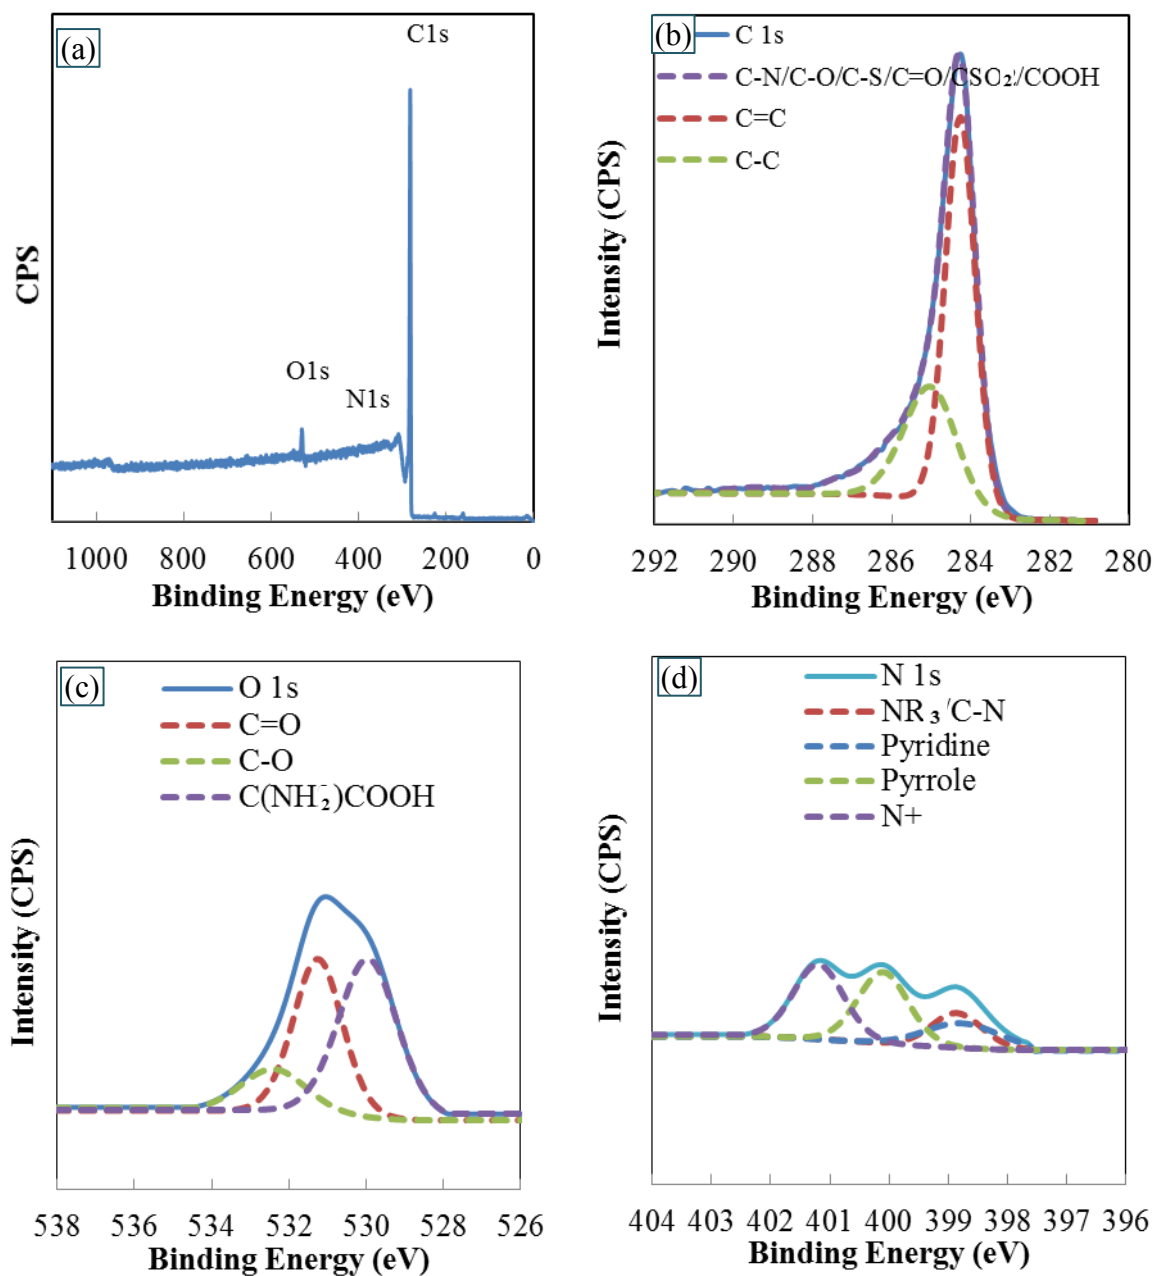 (a)
C1s
O1s
N1s
CPS
1000 800 600 400 200 0
Binding Energy (eV)
(b)
C 1s
C-N/C-O/C-S/C=O/CSO₂/COOH
C=C
C-C
Intensity (CPS)
292 290 288 286 284 282 280
Binding Energy (eV)
(c)
O 1s
C=O
C-O
C(NH₂⁻)COOH
Intensity (CPS)
538 536 534 532 530 528 526
Binding Energy (eV)
(d)
N 1s
NR₃/C-N
Pyridine
Pyrrole
N+
Intensity (CPS)
404 403 402 401 400 399 398 397 396
Binding Energy (eV)